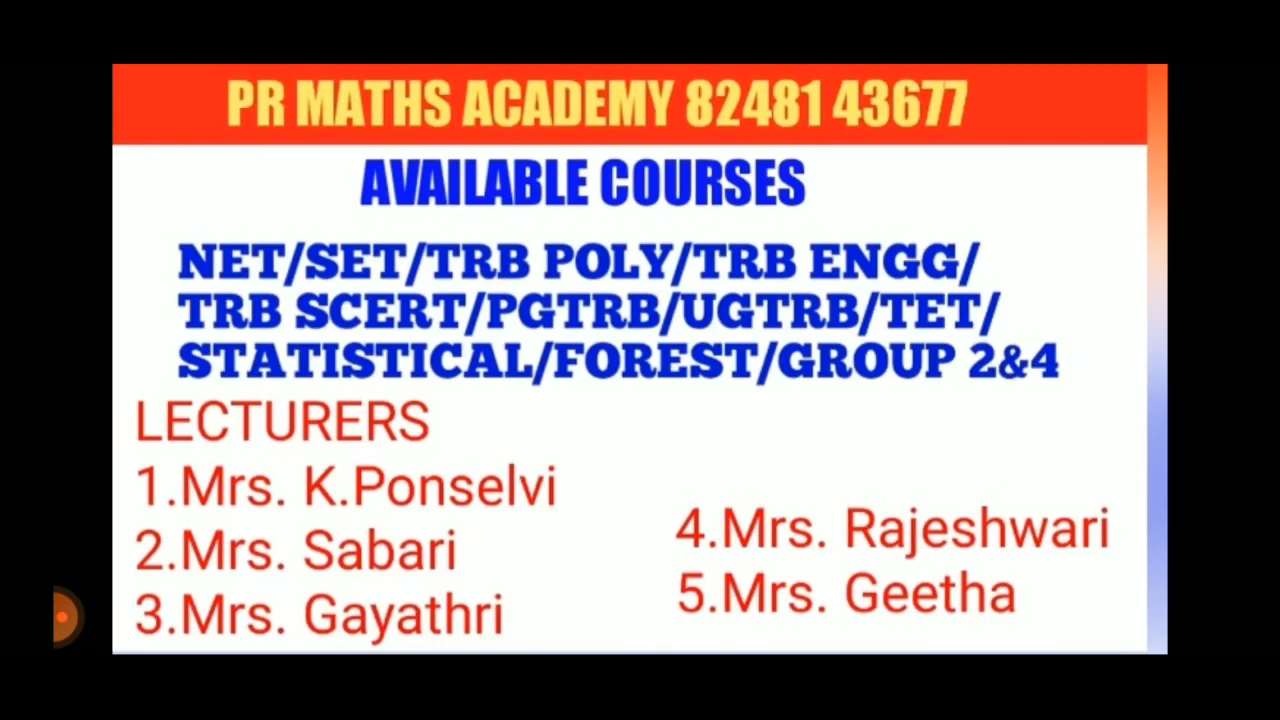 PR MATHS ACADEMY 82481 43677
AVAILABLE COURSES
NET/SET/TRB POLY/TRB ENGG/
TRB SCERT/PGTRB/UGTRB/TET/
STATISTICAL/FOREST/GROUP 2&4
LECTURERS
1.Mrs. K.Ponselvi
2.Mrs. Sabari
3.Mrs. Gayathri
4.Mrs. Rajeshwari
5.Mrs. Geetha